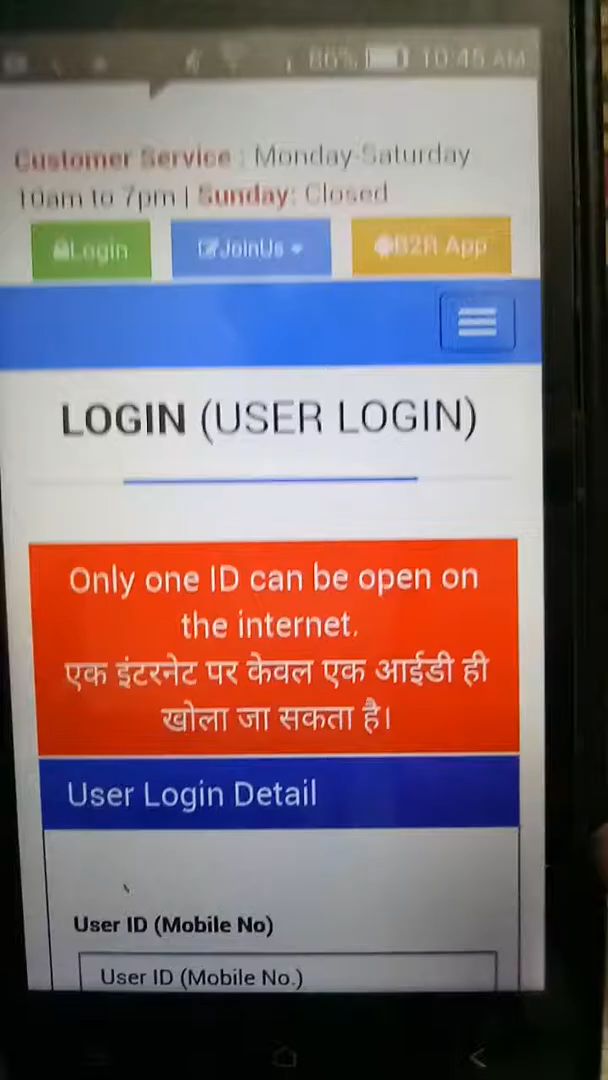 86% 10:45 AM
Customer Service : Monday-Saturday
10am to 7pm | Sunday: Closed
Login JoinUs B2R App
LOGIN (USER LOGIN)
Only one ID can be open on
the internet.
एक इंटरनेट पर केवल एक आईडी ही
खोला जा सकता है।
User Login Detail
User ID (Mobile No)
User ID (Mobile No.)